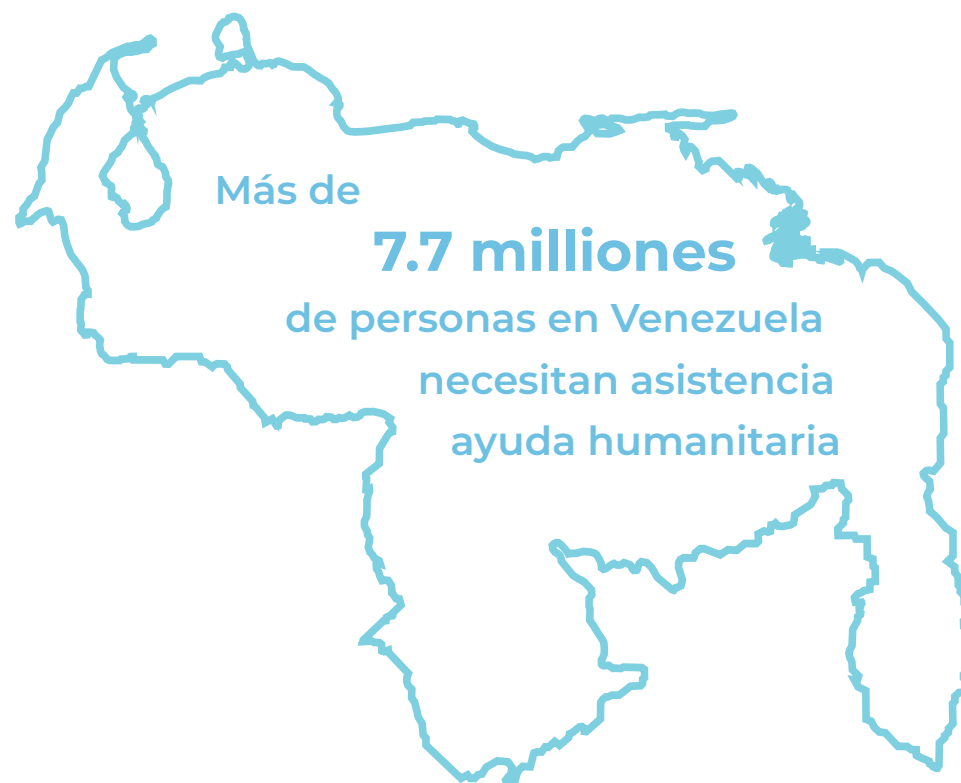 Más de
7.7 milliones
de personas en Venezuela
necesitan asistencia
ayuda humanitaria